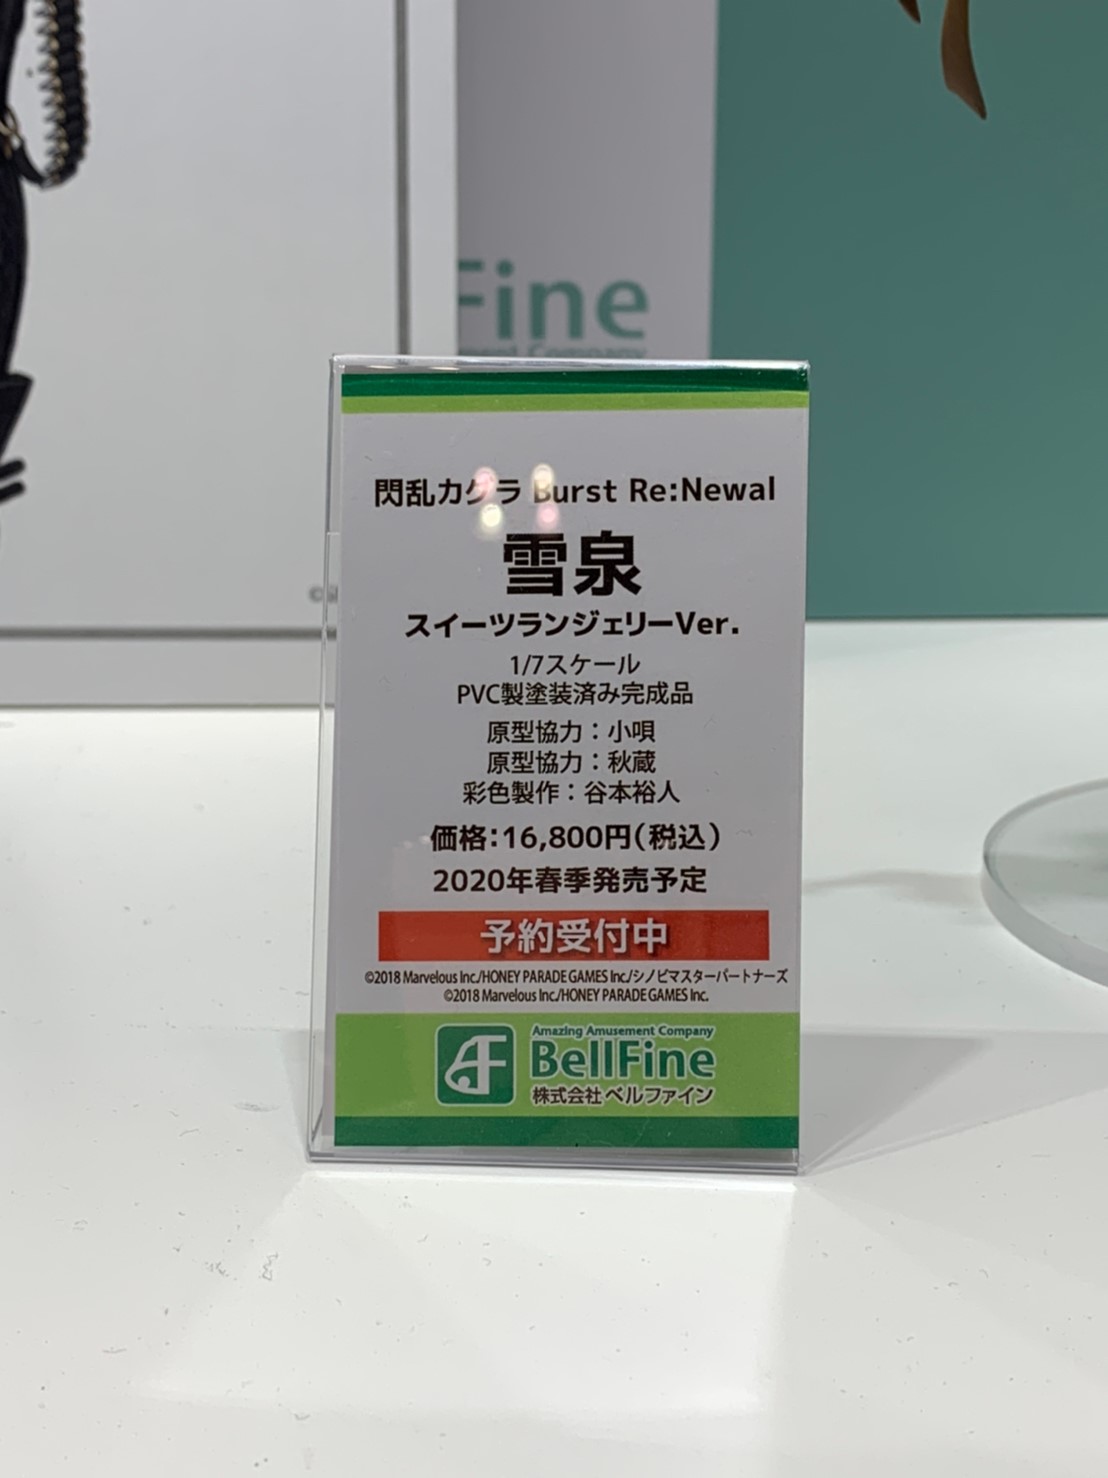 Fine
閃乱カグラ Burst Re:Newal
雪泉
スイーツランジェリーVer.
1/7スケール
PVC製塗装済み完成品
原型協力：小唄
原型協力：秋蔵
彩色製作：谷本裕人
価格：16,800円(税込)
2020年春季発売予定
予約受付中
©2018 Marvelous Inc./HONEY PARADE GAMES Inc./シノビマスターパートナーズ
©2018 Marvelous Inc./HONEY PARADE GAMES Inc.
Amazing Amusement Company
BellFine
株式会社ベルファイン